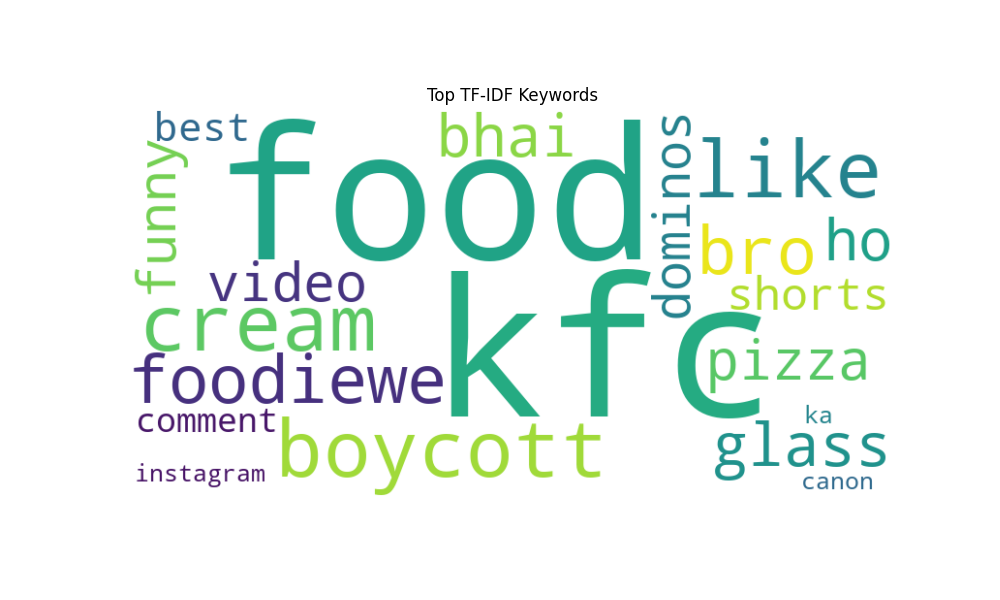 Top TF-IDF Keywords
best
food
bhai
dominos
like
funny
bro
ho
video
shorts
cream
kfc
pizza
foodiewe
comment
boycott
ka
glass
instagram
canon